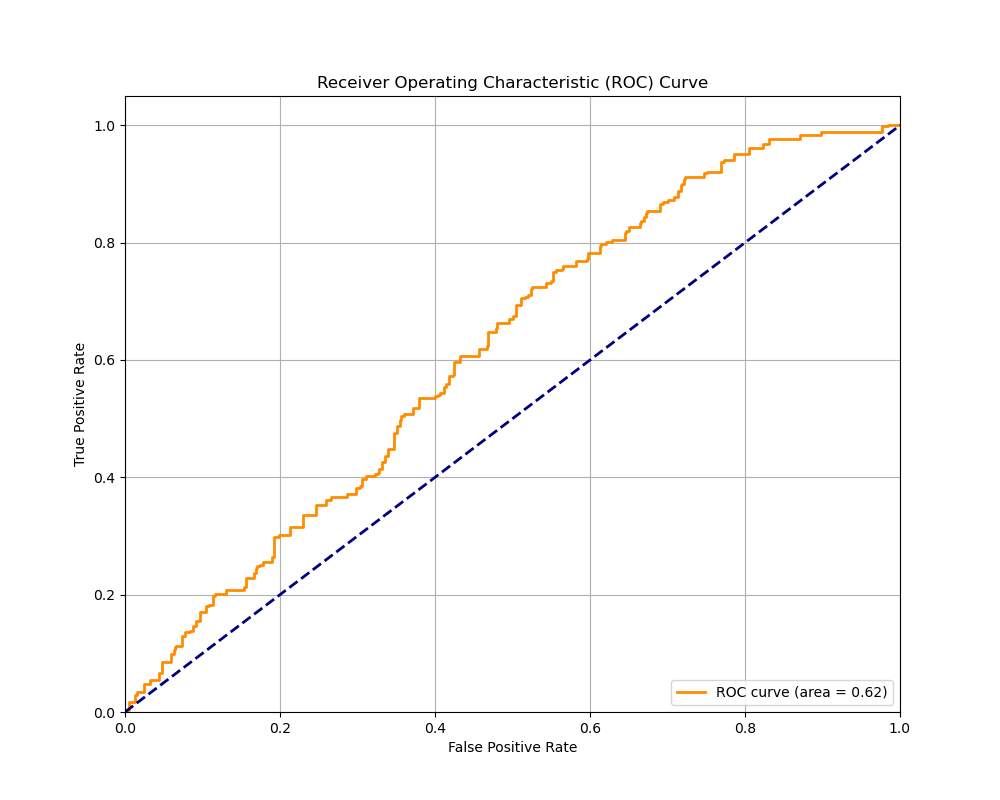 Receiver Operating Characteristic (ROC) Curve
1.0
0.8
0.6
0.4
0.2
0.0
True Positive Rate
ROC curve (area = 0.62)
0.0 0.2 0.4 0.6 0.8 1.0
False Positive Rate